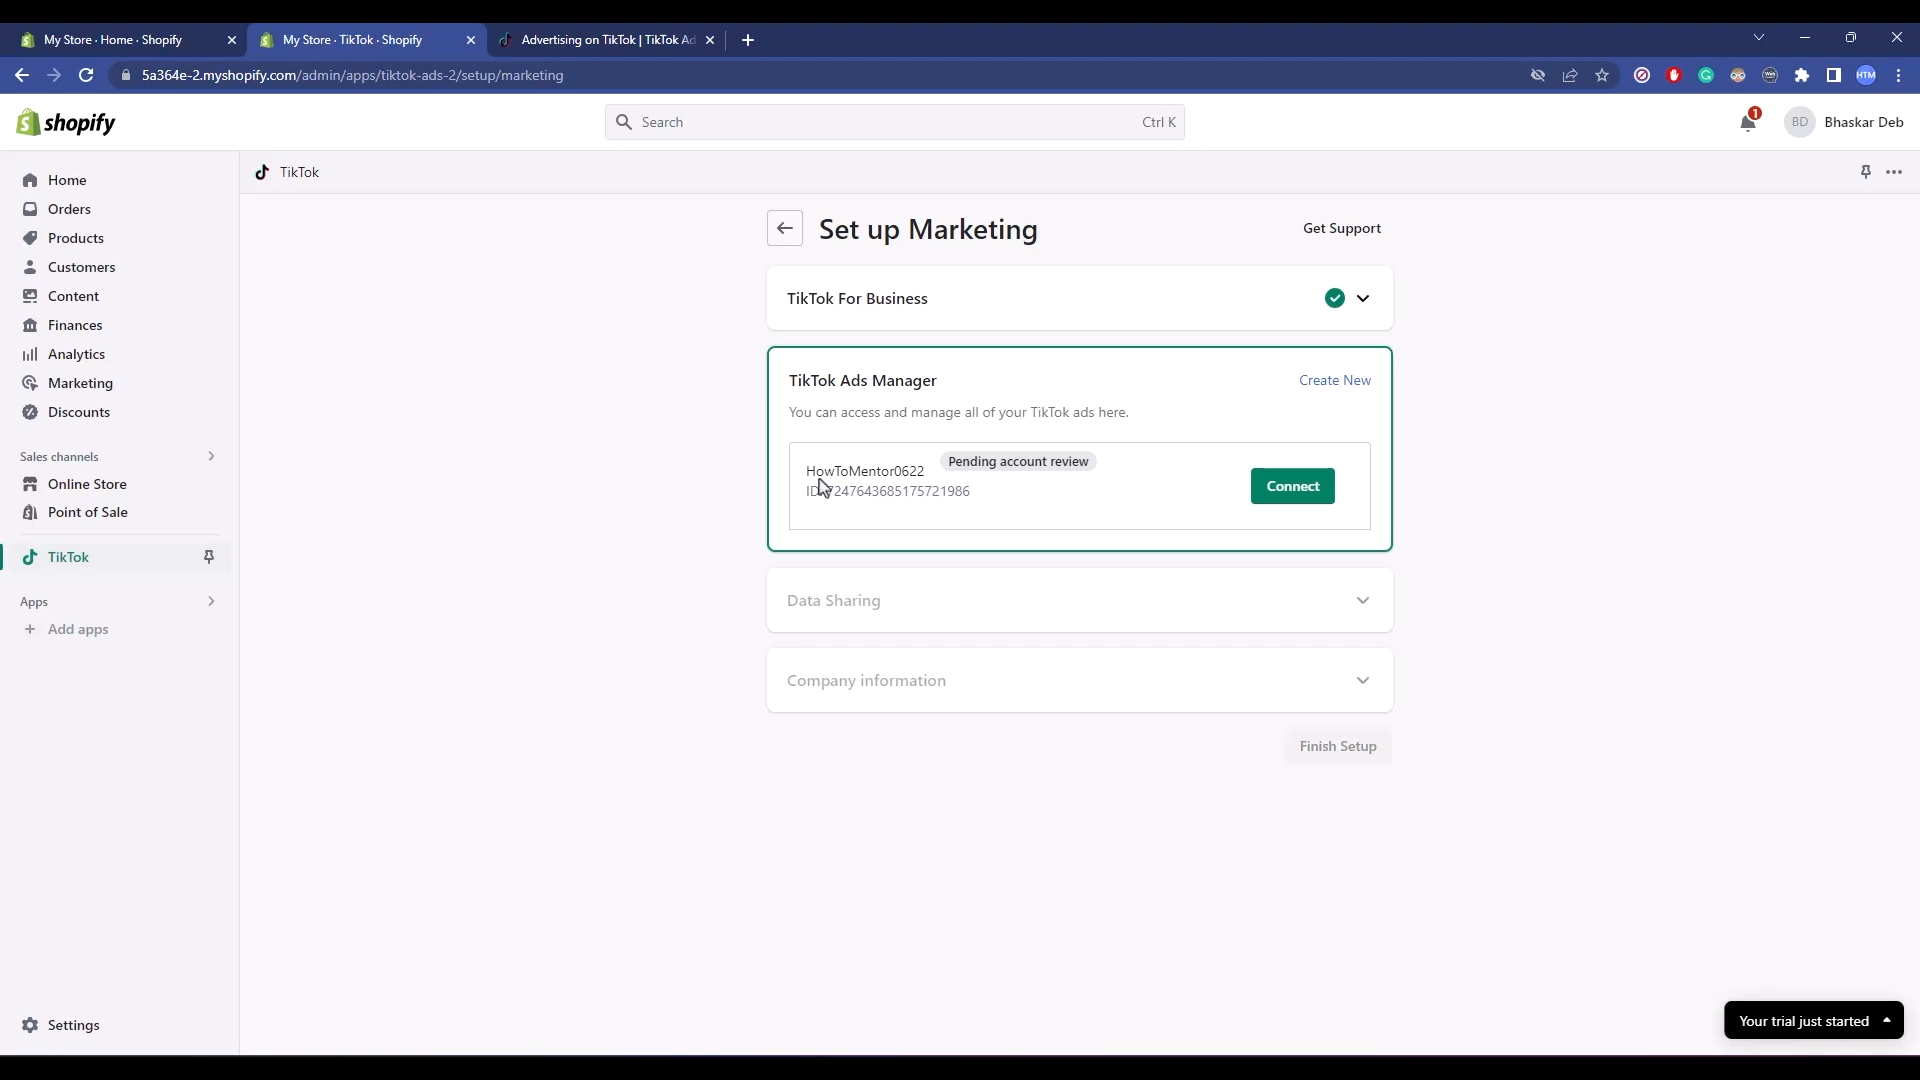 My Store · Home · Shopify
My Store · TikTok · Shopify
Advertising on TikTok | TikTok Ad
5a364e-2.myshopify.com/admin/apps/tiktok-ads-2/setup/marketing
HTM
shopify
Search
Ctrl K
1
BD
Bhaskar Deb
Home
Orders
Products
Customers
Content
Finances
Analytics
Marketing
Discounts
Sales channels
Online Store
Point of Sale
TikTok
Apps
Add apps
Settings
TikTok
Set up Marketing
Get Support
TikTok For Business
TikTok Ads Manager
Create New
You can access and manage all of your TikTok ads here.
HowToMentor0622
Pending account review
247643685175721986
Connect
Data Sharing
Company information
Finish Setup
Your trial just started